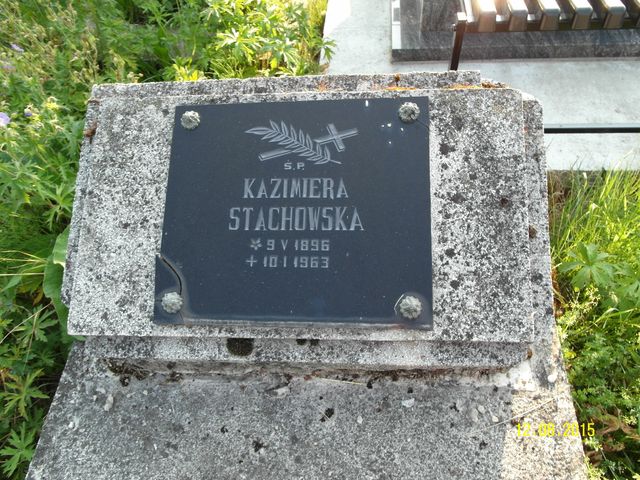 Ś.P.
KAZIMIERA
STACHOWSKA
9 V 1896
10 I 1963
12.08.2015